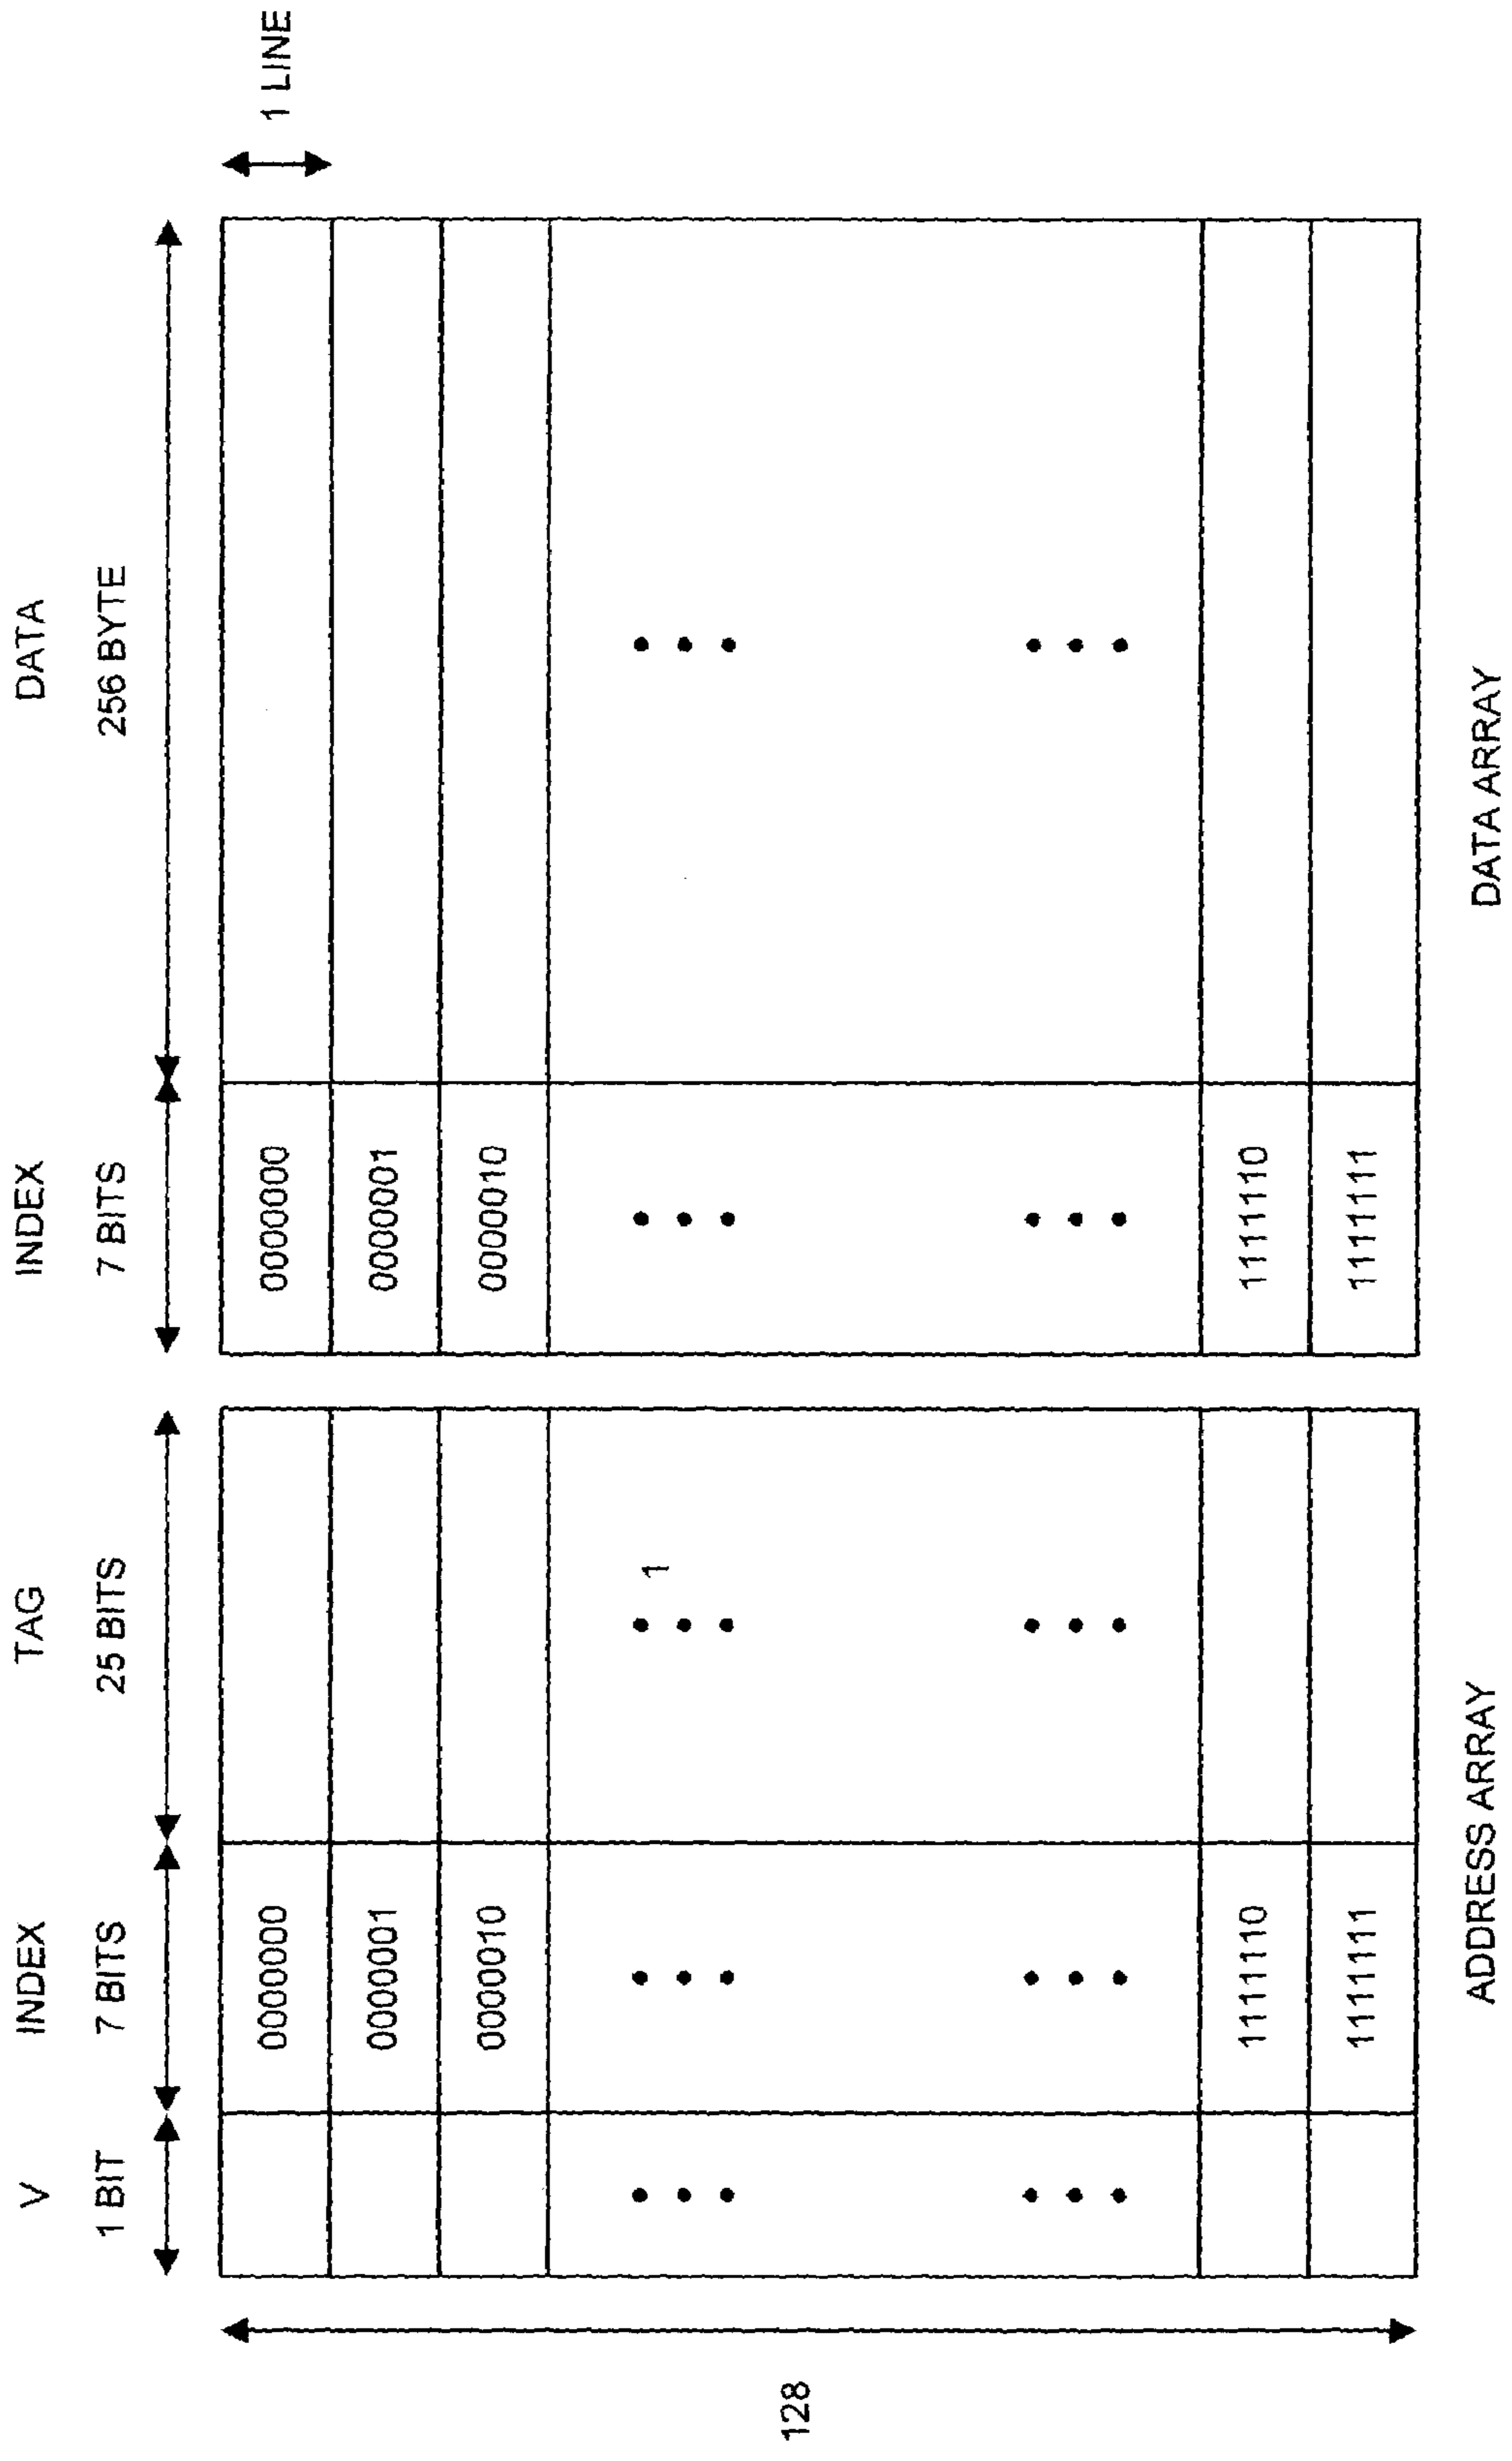 V INDEX TAG INDEX DATA
1 BIT 7 BITS 25 BITS 7 BITS 256 BYTE
1 LINE
0000000 0000000
0000001 0000001
0000010 0000010
1
128
1111110 1111110
1111111 1111111
ADDRESS ARRAY DATA ARRAY